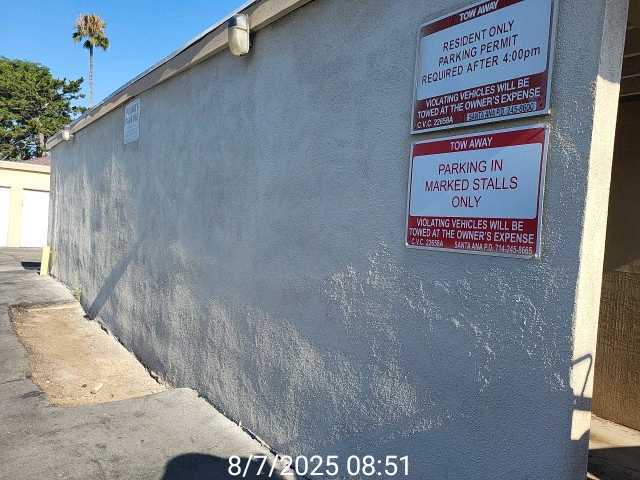 TOW AWAY
RESIDENT ONLY
PARKING PERMIT
REQUIRED AFTER 4:00pm
VIOLATING VEHICLES WILL BE
TOWED AT THE OWNER'S EXPENSE
C.V.C. 22658A
TOW AWAY
PARKING IN
MARKED STALLS
ONLY
VIOLATING VEHICLES WILL BE
TOWED AT THE OWNER'S EXPENSE
C.V.C. 22658A SANTA ANA P.D. 714-245-8665
8/7/2025 08:51